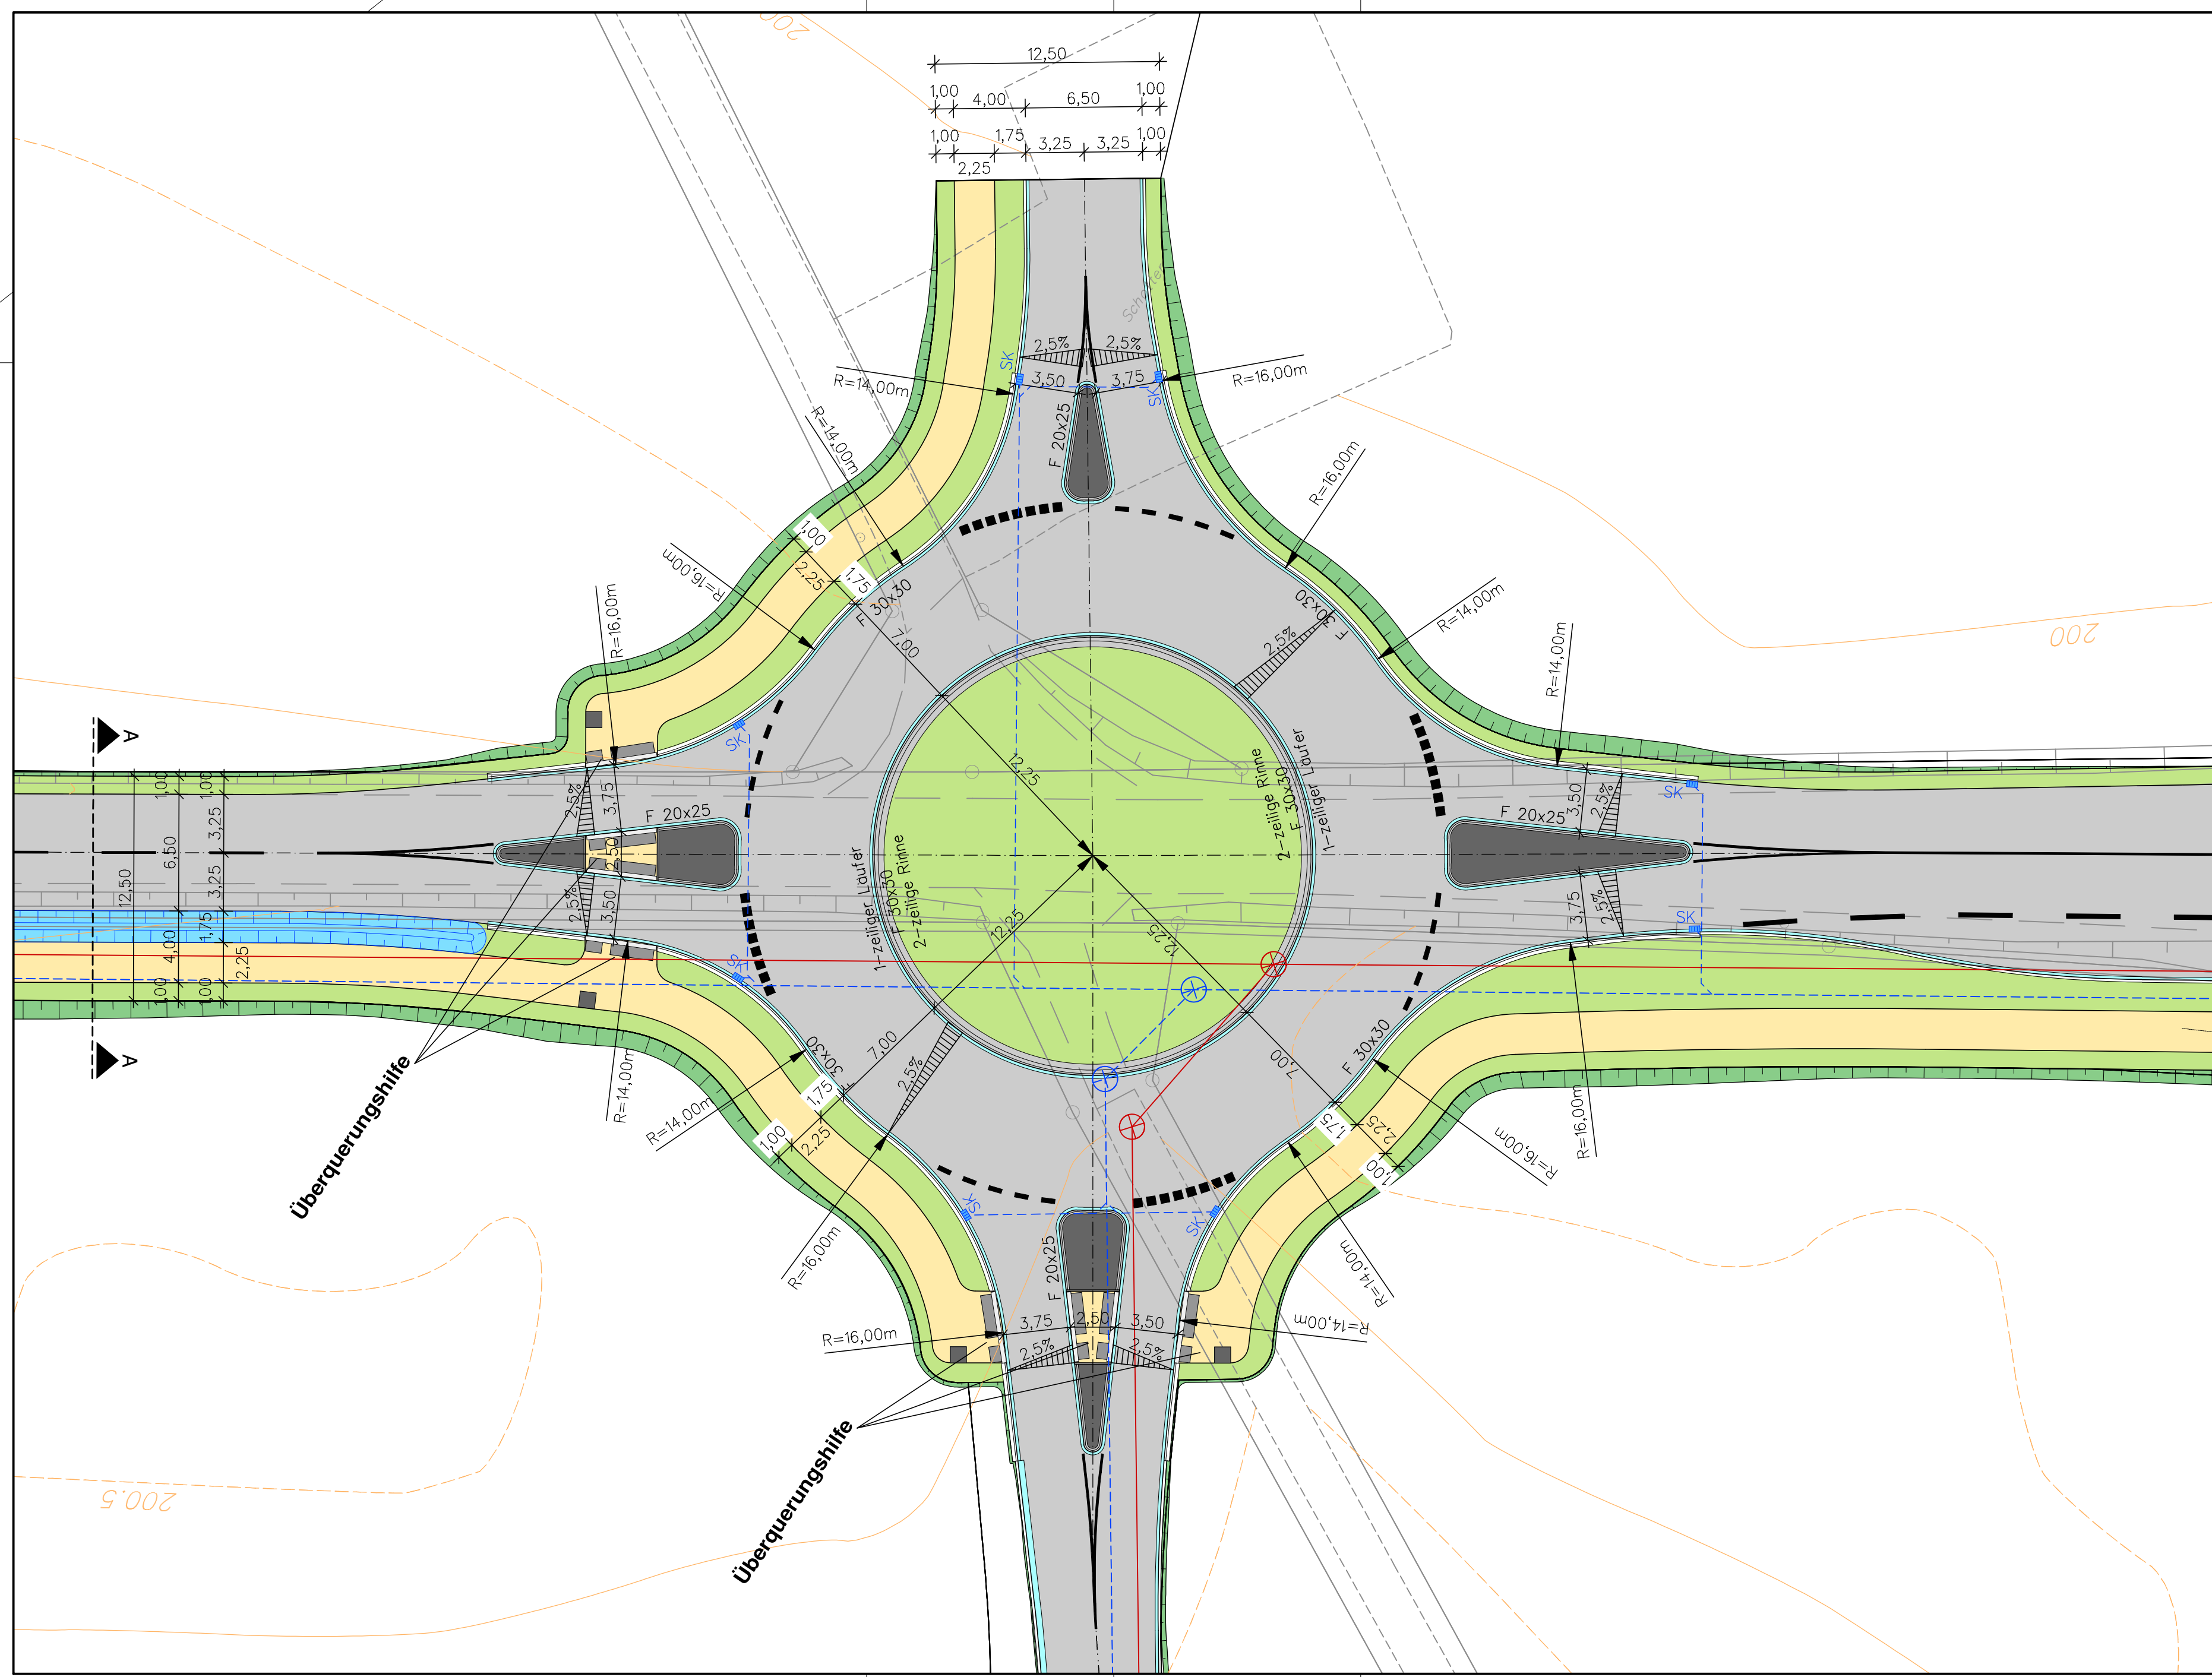 200
12,50
1,00
4,00
6,50
1,00
1,00
1,75
3,25
3,25
1,00
2,25
Schotter
2,5%
2,5%
SK
3,50
3,75
SK
R=14,00m
R=16,00m
F 20x25
R=14,00m
R=16,00m
1,00
2,25
1,75
F 30x30
7,00
R=16,00m
R=16,00m
F 30x30
2,5%
R=14,00m
R=14,00m
200
A
SK
12,25
2-zeilige Rinne
F 30x30
1-zeiliger Läufer
1,00
1,00
3,25
6,50
12,50
3,25
1,75
4,00
2,25
1,00
1,00
2,5%
3,75
F 20x25
2,50
2,5%
3,50
1-zeiliger Läufer
F 30x30
2-zeilige Rinne
F 20x25
3,50
2,5%
SK
3,75
2,5%
SK
12,25
12,25
SK
A
Überquerungshilfe
R=14,00m
F 30x30
7,00
2,5%
1,75
1,00
2,25
R=14,00m
R=16,00m
7,00
F 30x30
1,75
2,25
1,00
R=16,00m
R=16,00m
SK
SK
F 20x25
R=14,00m
R=16,00m
3,75
2,50
3,50
R=14,00m
2,5%
2,5%
Überquerungshilfe
200.5